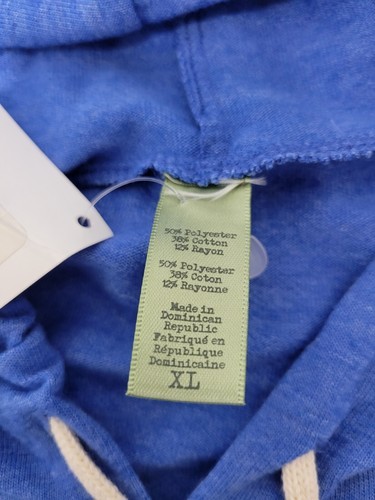 50% Polyester
38% Cotton
12% Rayon
50% Polyester
38% Coton
12% Rayonne
Made in
Dominican
Republic
Fabriqué en
République
Dominicaine
XL